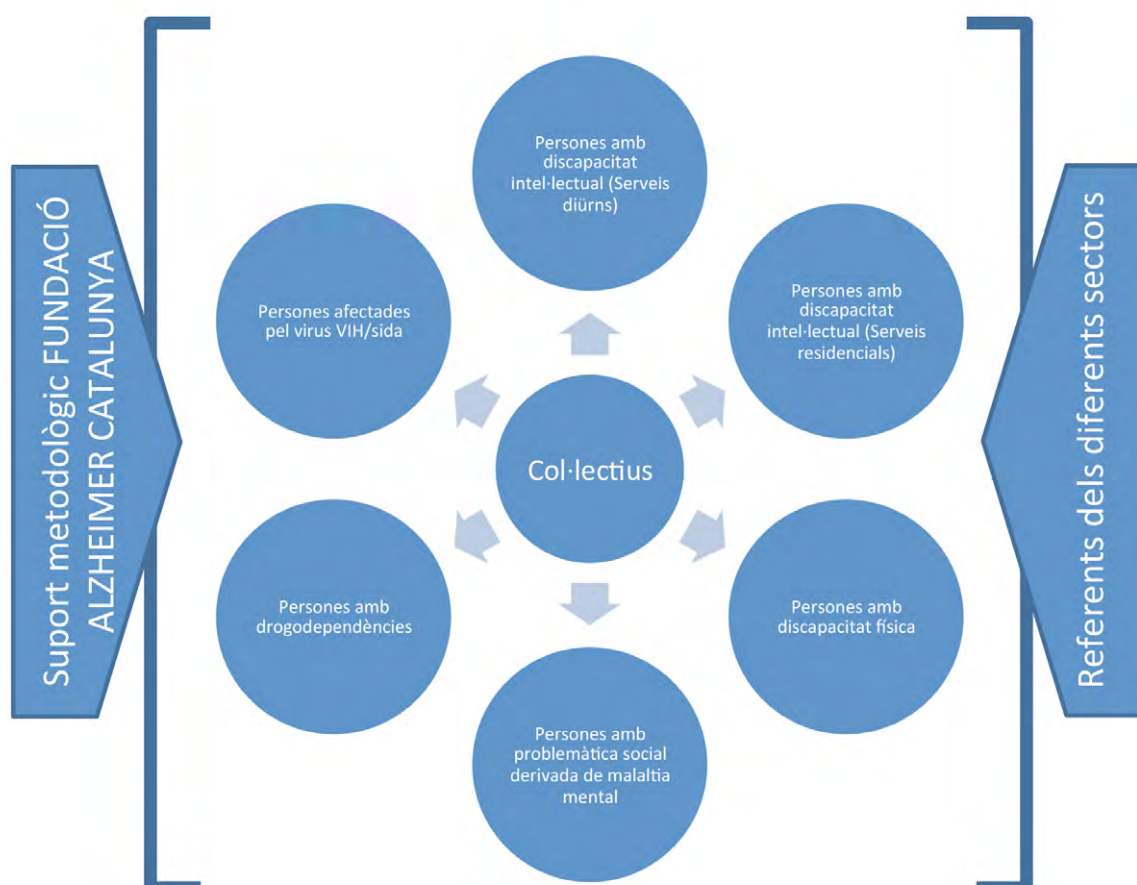 Suport metodològic FUNDACIÓ
ALZHEIMER CATALUNYA
Persones amb
discapacitat
intel·lectual (Serveis
diürns)
Persones afectades
pel virus VIH/sida
Persones amb
discapacitat
intel·lectual (Serveis
residencials)
Col·lectius
Persones amb
drogodependències
Persones amb
discapacitat física
Persones amb
problemàtica social
derivada de malaltia
mental
Referents dels diferents sectors